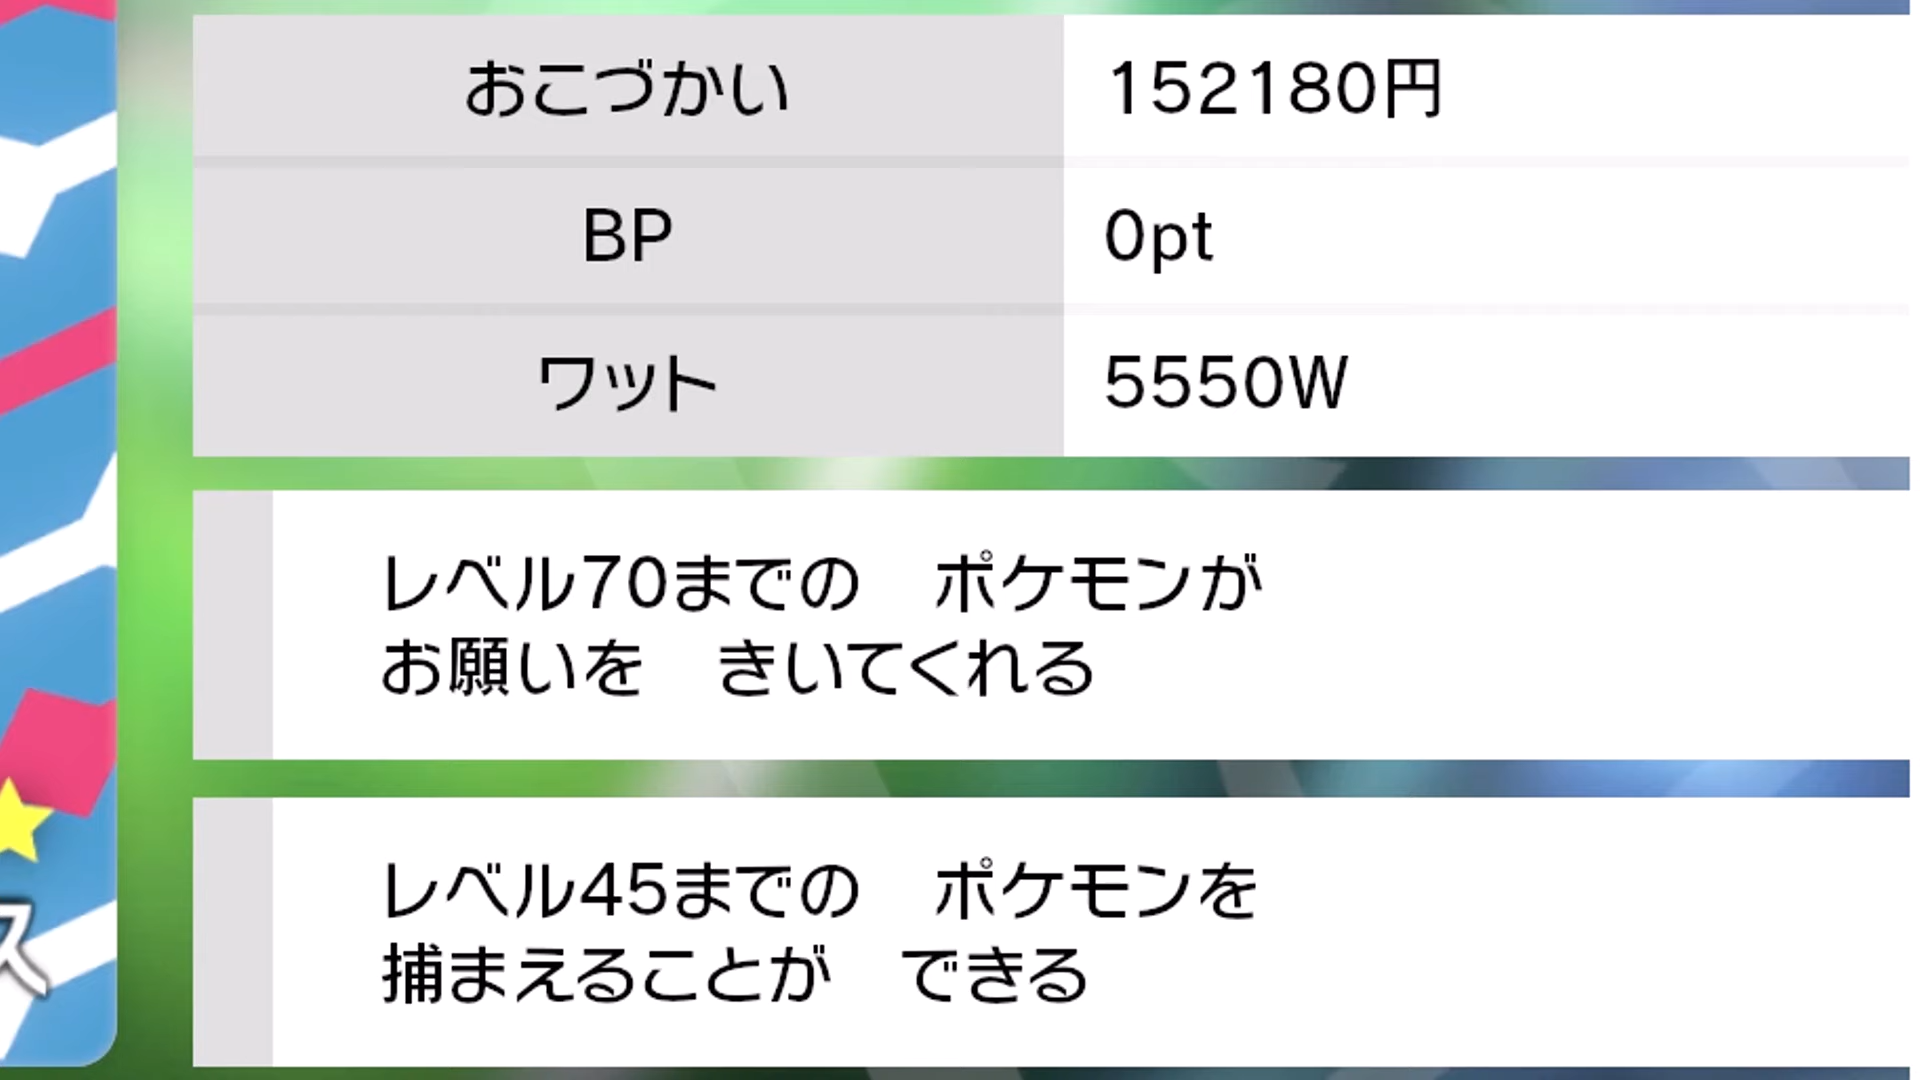 おこづかい 152180円
BP 0pt
ワット 5550W
レベル70までの　ポケモンが
お願いを　きいてくれる
レベル45までの　ポケモンを
捕まえることが　できる
ス